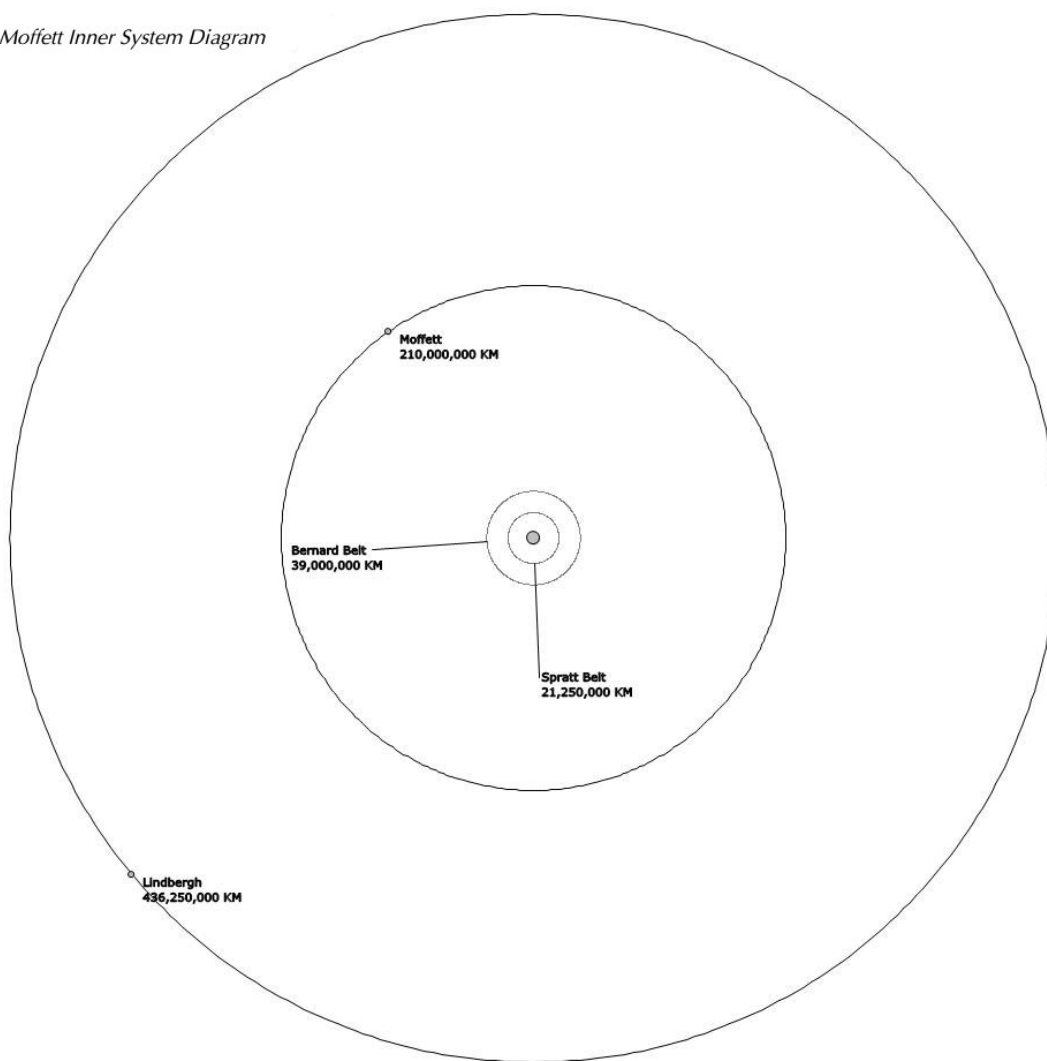 Moffett Inner System Diagram
Moffett
210,000,000 KM
Bernard Belt
39,000,000 KM
Spratt Belt
21,250,000 KM
Lindbergh
436,250,000 KM